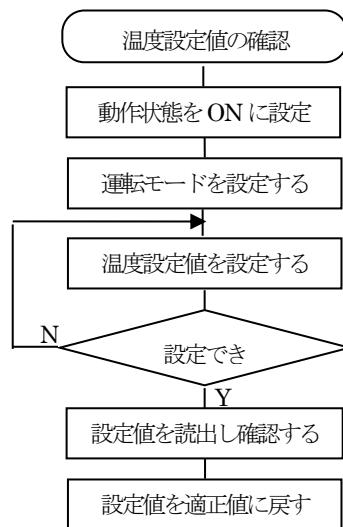 温度設定値の確認
動作状態を ON に設定
運転モードを設定する
温度設定値を設定する
N
設定でき
Y
設定値を読出し確認する
設定値を適正値に戻す